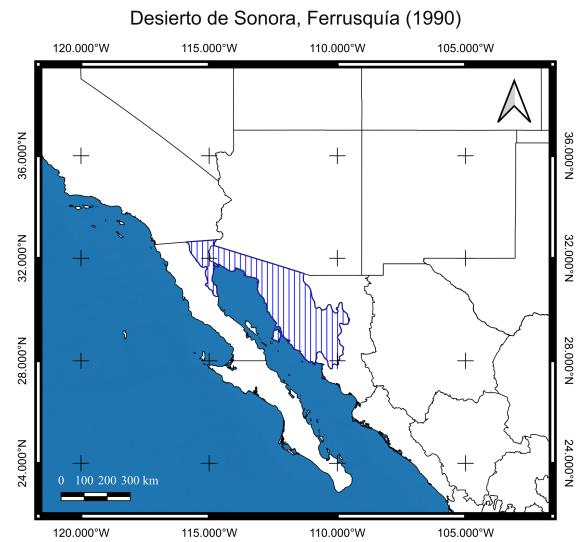 Desierto de Sonora, Ferrusquía (1990)
120.000°W 115.000°W 110.000°W 105.000°W
36.000°N 36.000°N
32.000°N 32.000°N
28.000°N 28.000°N
24.000°N 24.000°N
0 100 200 300 km
120.000°W 115.000°W 110.000°W 105.000°W